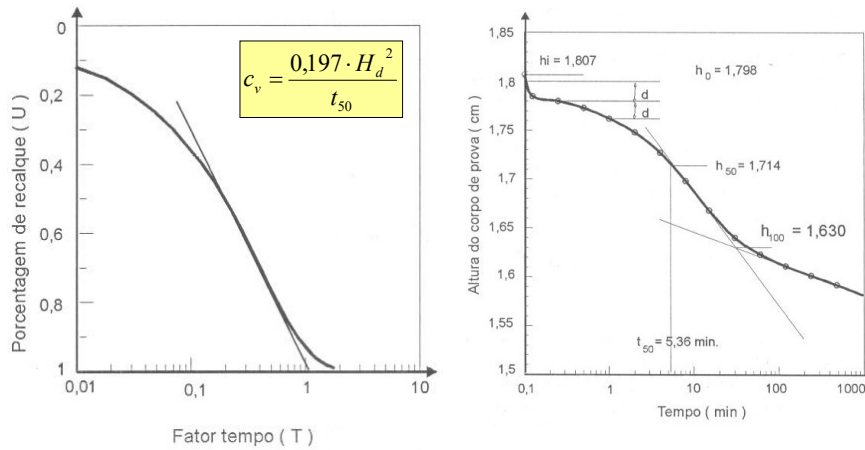 0
0,2
0,4
0,6
0,8
1
Porcentagem de recalque ( U )
0,01
0,1
1
10
Fator tempo ( T )
c_v = 0,197 · H_d² / t_50
1,85
1,8
1,75
1,7
1,65
1,6
1,55
1,5
Altura do corpo de prova ( cm )
hi = 1,807
h_0 = 1,798
d
d
h_50 = 1,714
h_100 = 1,630
t_50 = 5,36 min.
0,1
1
10
100
1000
Tempo ( min )